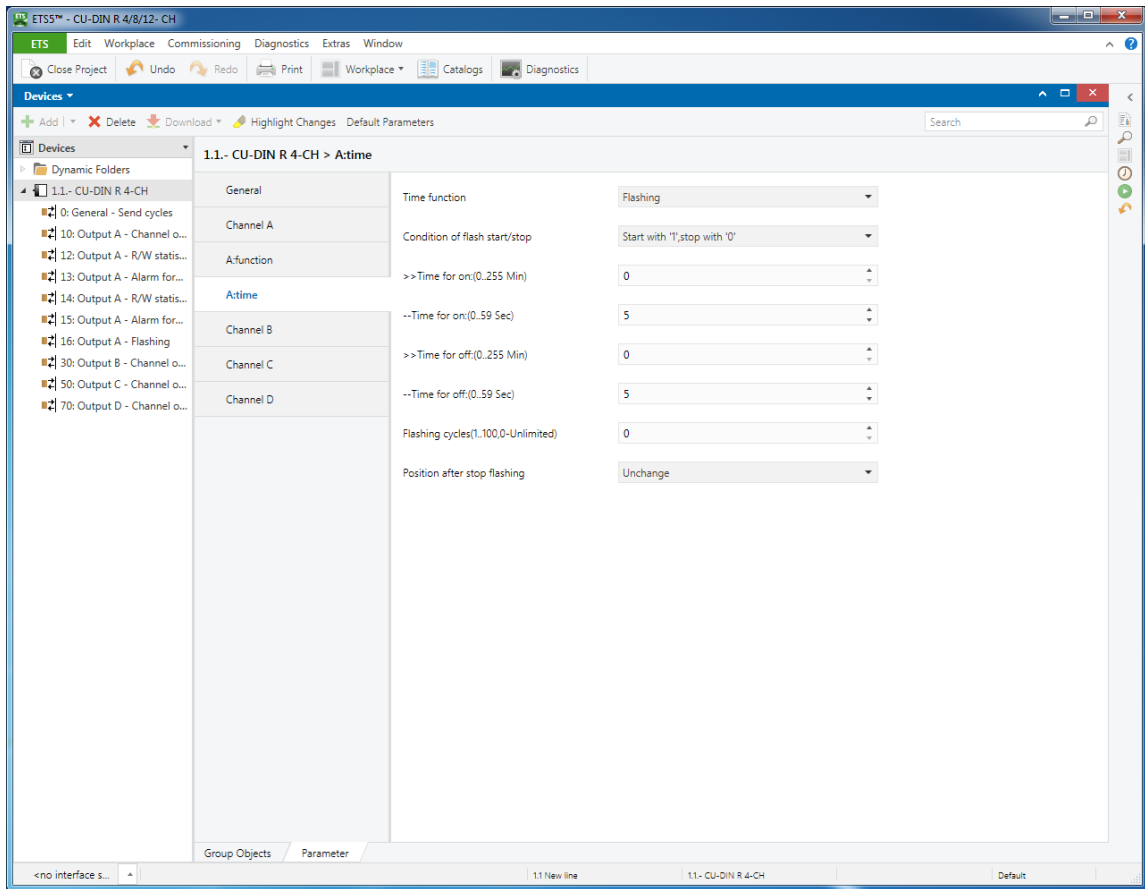 ETS5™ - CU-DIN R 4/8/12- CH
ETS Edit Workplace Commissioning Diagnostics Extras Window
Close Project Undo Redo Print Workplace Catalogs Diagnostics
Devices
Add Delete Download Highlight Changes Default Parameters Search
Devices
Dynamic Folders
1.1.- CU-DIN R 4-CH
0: General - Send cycles
10: Output A - Channel o...
12: Output A - R/W statis...
13: Output A - Alarm for...
14: Output A - R/W statis...
15: Output A - Alarm for...
16: Output A - Flashing
30: Output B - Channel o...
50: Output C - Channel o...
70: Output D - Channel o...
1.1.- CU-DIN R 4-CH > A:time
General
Channel A
A:function
A:time
Channel B
Channel C
Channel D
Time function Flashing
Condition of flash start/stop Start with '1',stop with '0'
>>Time for on:(0..255 Min) 0
--Time for on:(0..59 Sec) 5
>>Time for off:(0..255 Min) 0
--Time for off:(0..59 Sec) 5
Flashing cycles(1..100,0-Unlimited) 0
Position after stop flashing Unchange
Group Objects Parameter
<no interface s... 1.1 New line 1.1.- CU-DIN R 4-CH Default